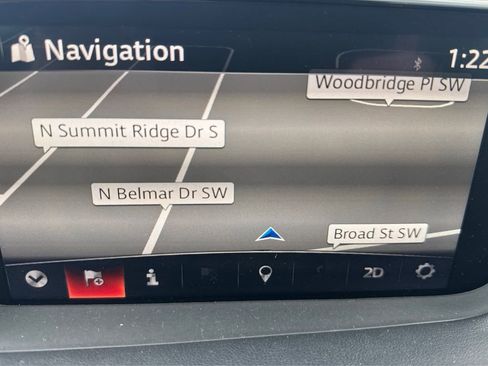 Navigation
1:22
Woodbridge Pl SW
N Summit Ridge Dr S
N Belmar Dr SW
Broad St SW
2D